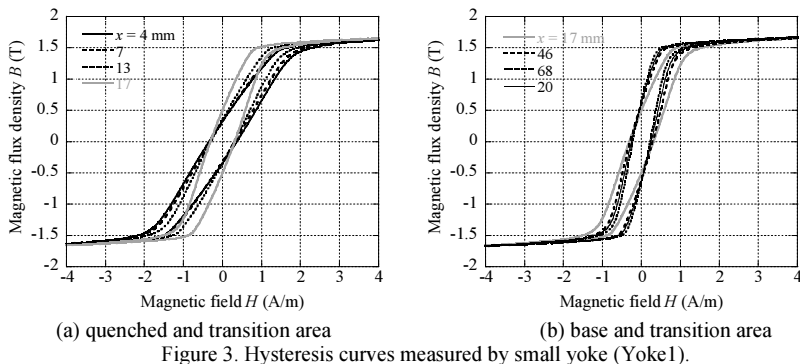 Magnetic flux density B (T)
2
1.5
1
0.5
0
-0.5
-1
-1.5
-2
x = 4 mm
7
13
17
-4 -2 -1 0 1 2 4
Magnetic field H (A/m)
(a) quenched and transition area
Magnetic flux density B (T)
2
1.5
1
0.5
0
-0.5
-1
-1.5
-2
x = 17 mm
46
68
20
-4 -3 -2 -1 0 1 2 3 4
Magnetic field H (A/m)
(b) base and transition area
Figure 3. Hysteresis curves measured by small yoke (Yoke1).